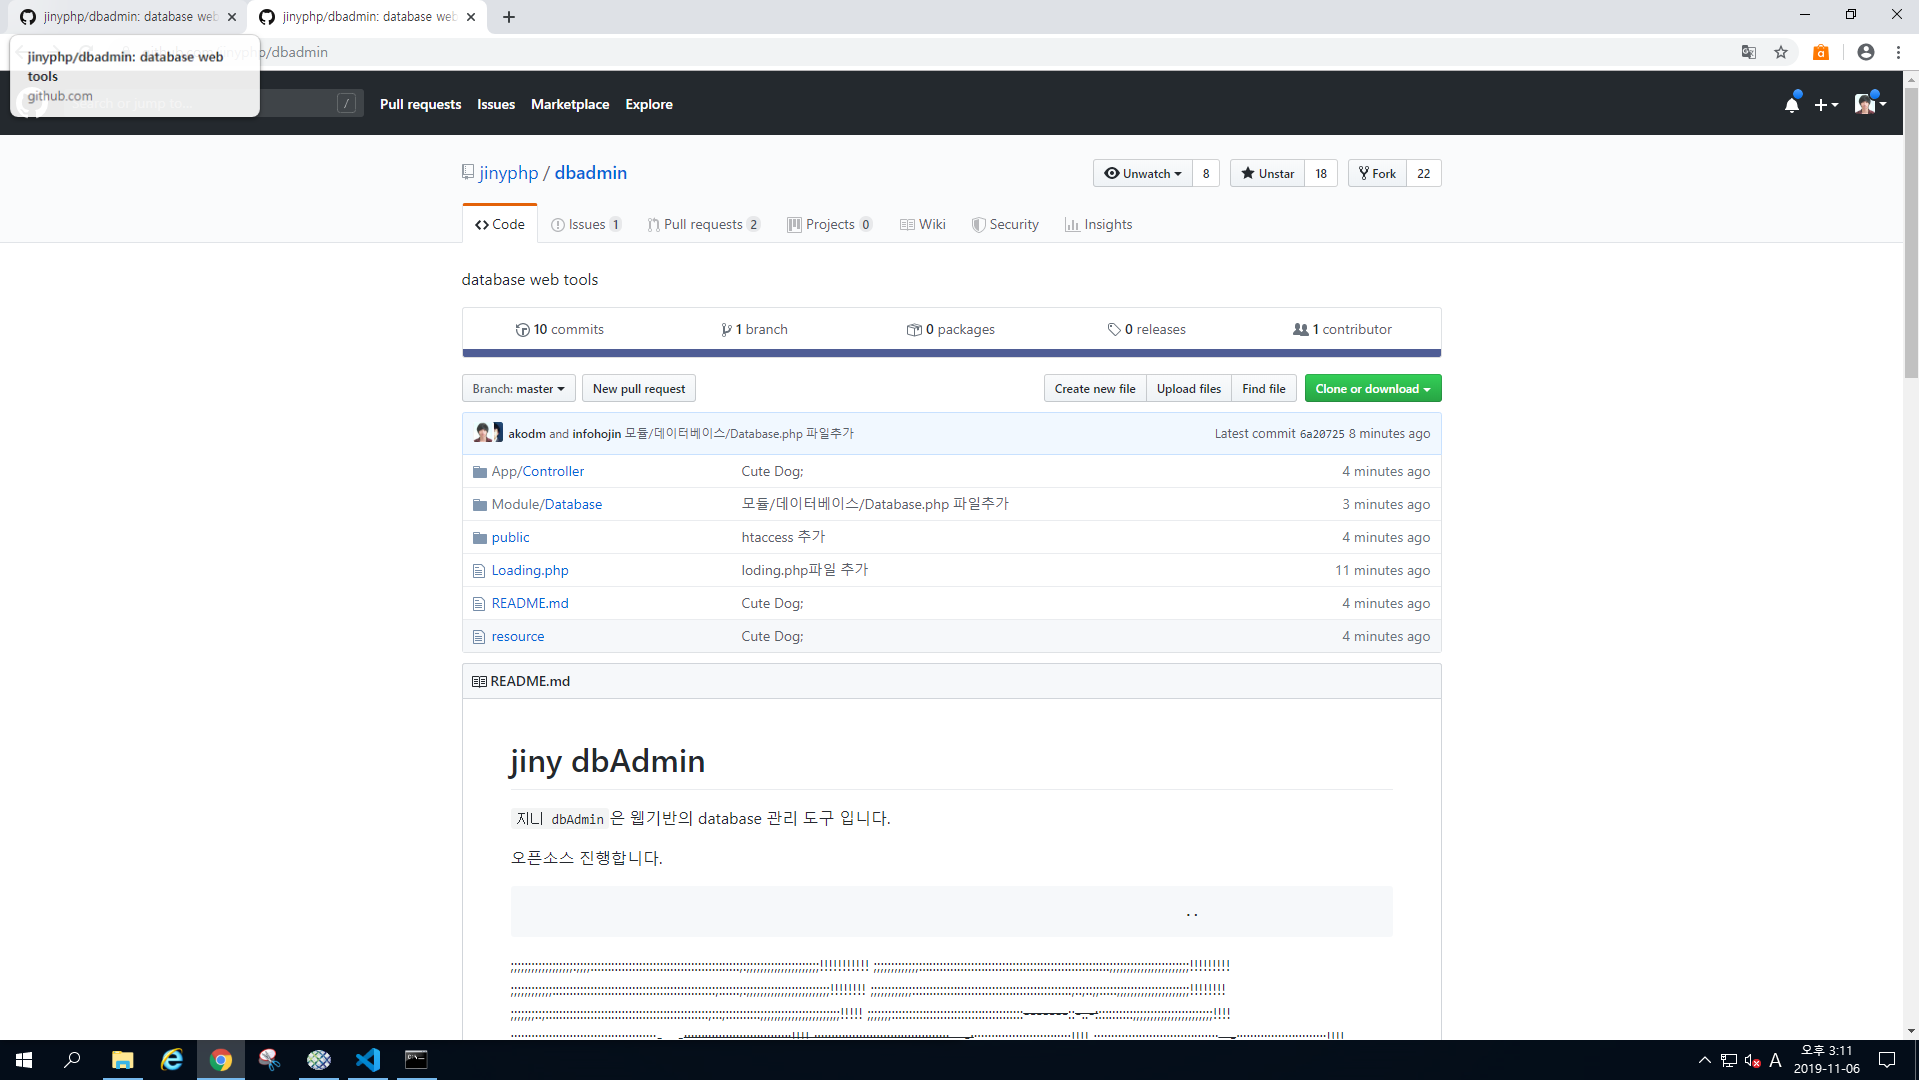 jinyphp/dbadmin: database web
jinyphp/dbadmin: database web
jinyphp/dbadmin: database web
tools
github.com
/dbadmin
/
Pull requests
Issues
Marketplace
Explore
jinyphp / dbadmin
Unwatch 8
Unstar 18
Fork 22
Code
Issues 1
Pull requests 2
Projects 0
Wiki
Security
Insights
database web tools
10 commits
1 branch
0 packages
0 releases
1 contributor
Branch: master
New pull request
Create new file
Upload files
Find file
Clone or download
akodm and infohojin 모듈/데이터베이스/Database.php 파일추가
Latest commit 6a20725 8 minutes ago
App/Controller
Cute Dog;
4 minutes ago
Module/Database
모듈/데이터베이스/Database.php 파일추가
3 minutes ago
public
htaccess 추가
4 minutes ago
Loading.php
loding.php파일 추가
11 minutes ago
README.md
Cute Dog;
4 minutes ago
resource
Cute Dog;
4 minutes ago
README.md
jiny dbAdmin
지니 dbAdmin 은 웹기반의 database 관리 도구 입니다.
오픈소스 진행합니다.
..
A
오후 3:11
2019-11-06